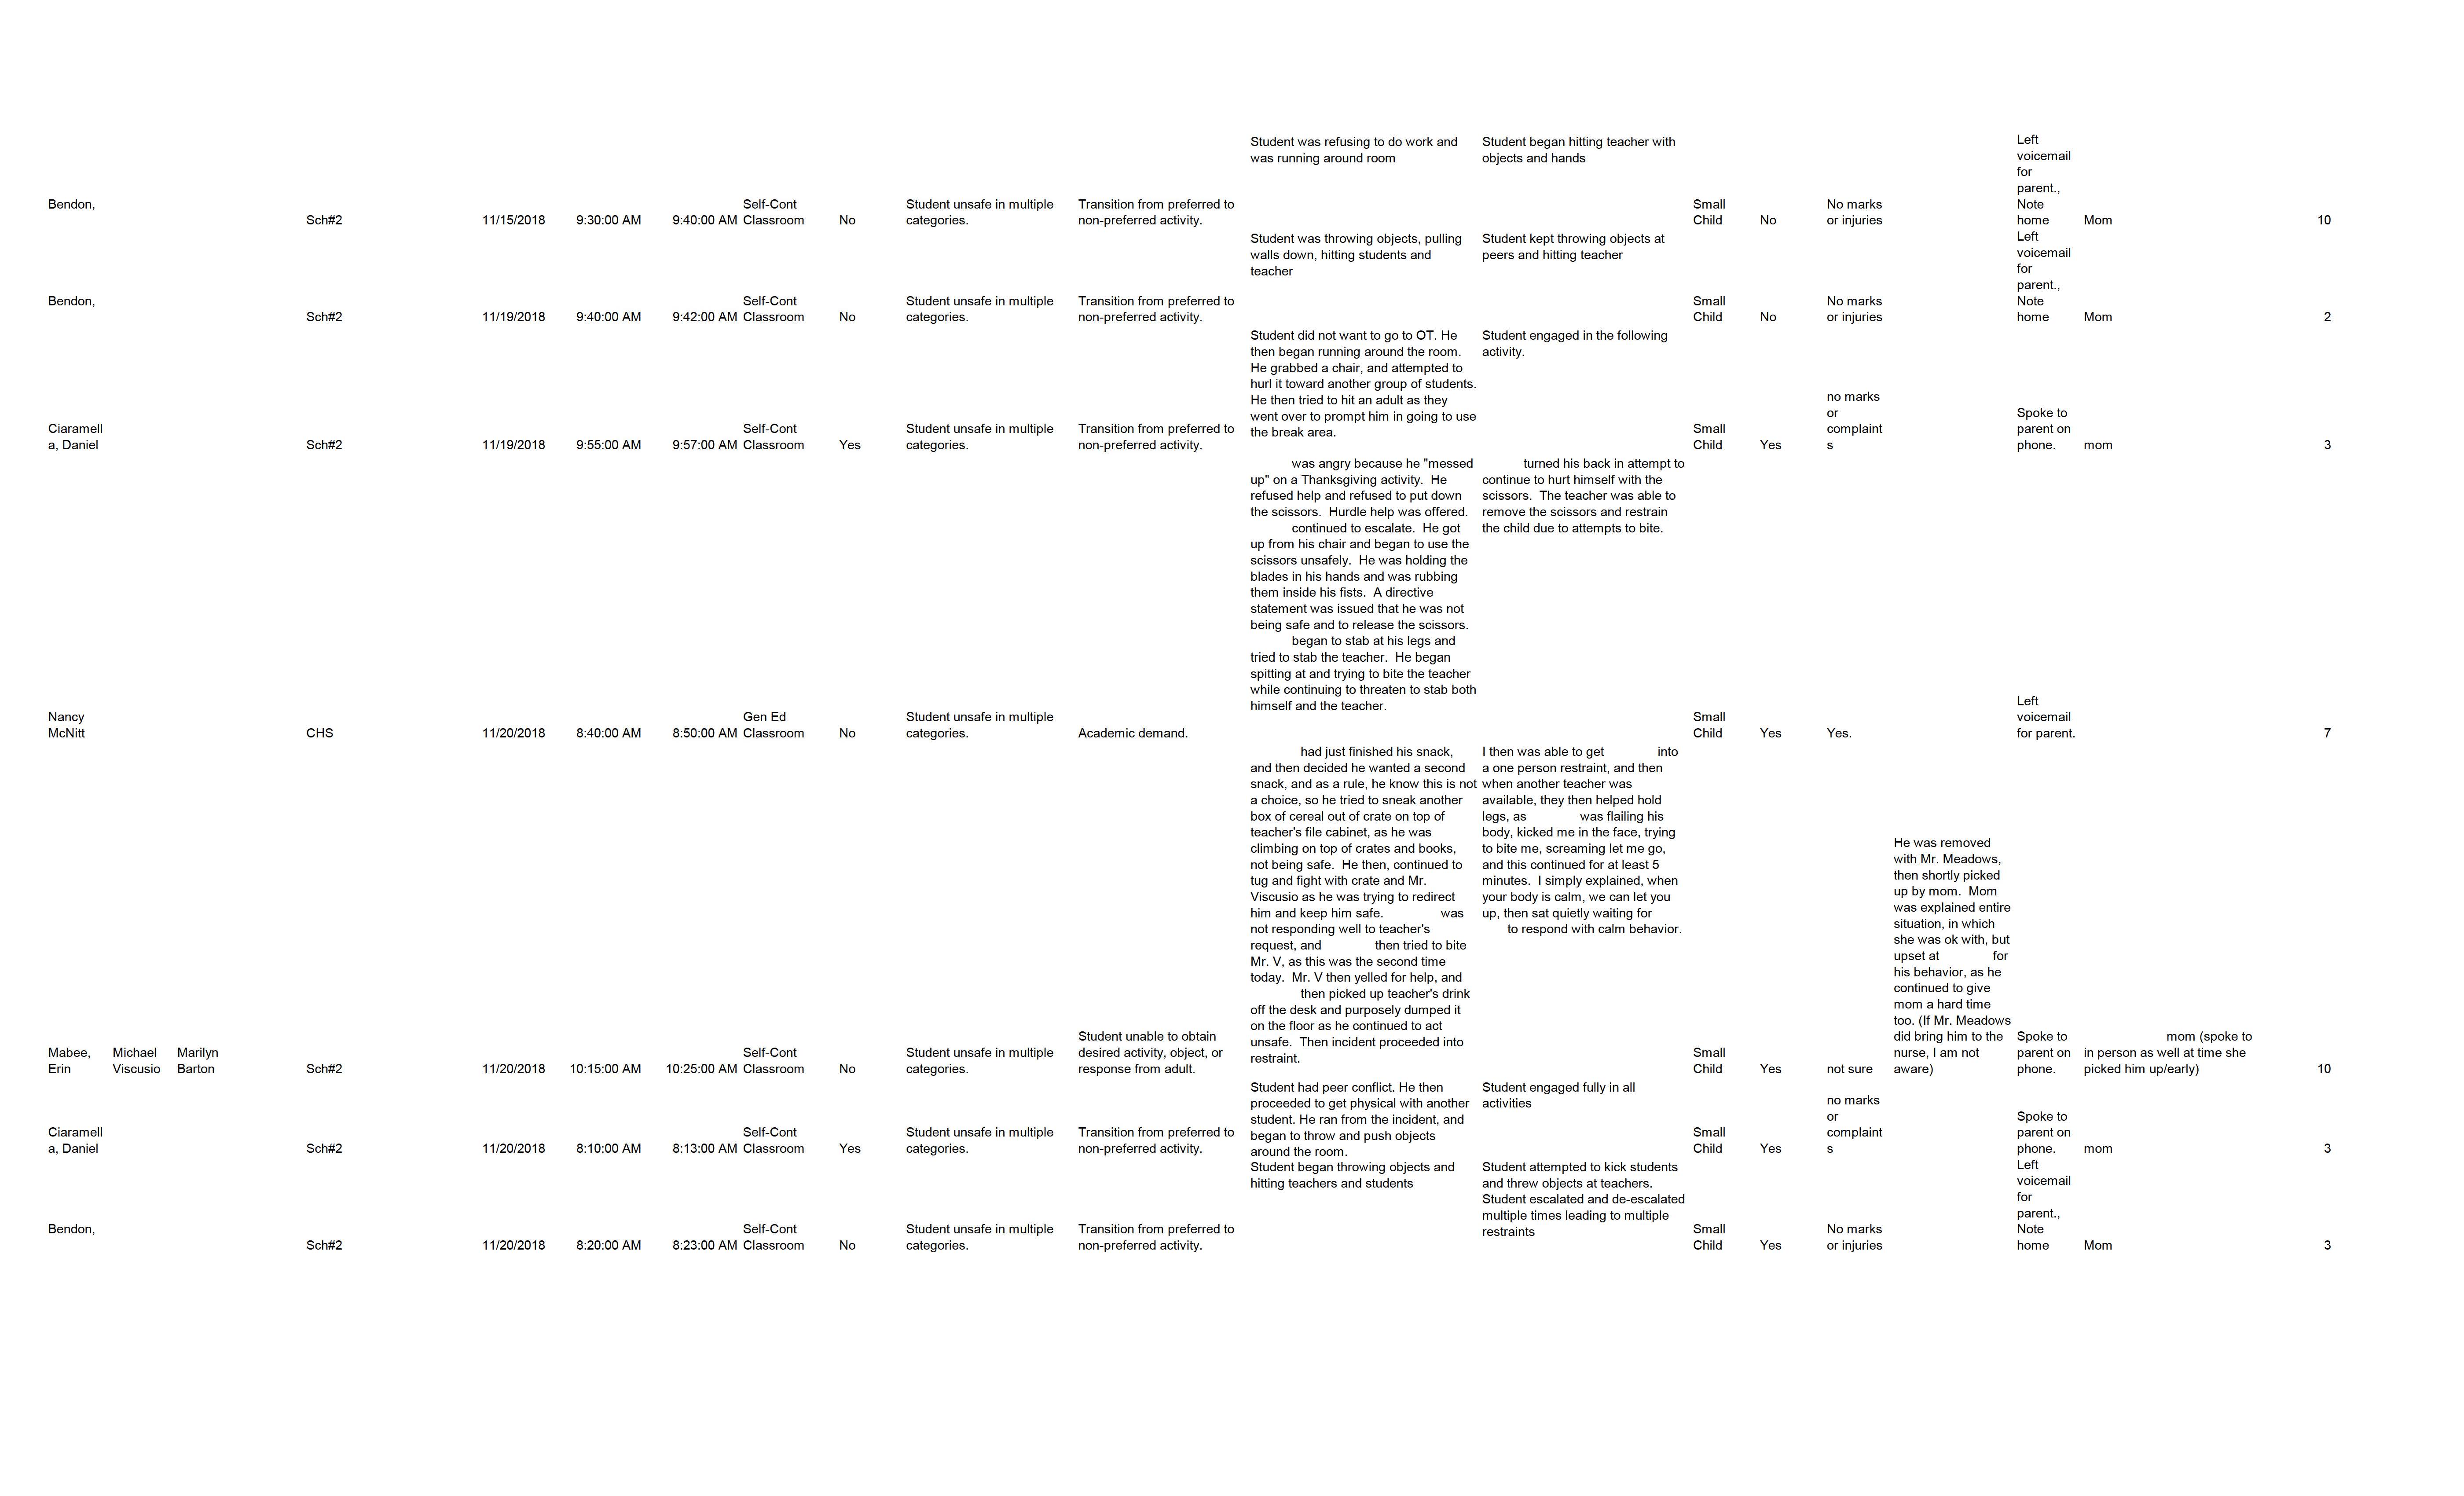 Bendon,
Sch#2
11/15/2018
9:30:00 AM
9:40:00 AM
Self-Cont
Classroom
No
Student unsafe in multiple
categories.
Transition from preferred to
non-preferred activity.
Student was refusing to do work and
was running around room
Student began hitting teacher with
objects and hands
Small
Child
No
No marks
or injuries
Left
voicemail
for
parent.,
Note
home
Mom
10
Bendon,
Sch#2
11/19/2018
9:40:00 AM
9:42:00 AM
Self-Cont
Classroom
No
Student unsafe in multiple
categories.
Transition from preferred to
non-preferred activity.
Student was throwing objects, pulling
walls down, hitting students and
teacher
Student kept throwing objects at
peers and hitting teacher
Small
Child
No
No marks
or injuries
Left
voicemail
for
parent.,
Note
home
Mom
2
Ciaramell
a, Daniel
Sch#2
11/19/2018
9:55:00 AM
9:57:00 AM
Self-Cont
Classroom
Yes
Student unsafe in multiple
categories.
Transition from preferred to
non-preferred activity.
Student did not want to go to OT. He
then began running around the room.
He grabbed a chair, and attempted to
hurl it toward another group of students.
He then tried to hit an adult as they
went over to prompt him in going to use
the break area.
Student engaged in the following
activity.
Small
Child
Yes
no marks
or
complaint
s
Spoke to
parent on
phone.
mom
3
Nancy
McNitt
CHS
11/20/2018
8:40:00 AM
8:50:00 AM
Gen Ed
Classroom
No
Student unsafe in multiple
categories.
Academic demand.
was angry because he "messed
up" on a Thanksgiving activity. He
refused help and refused to put down
the scissors. Hurdle help was offered.
continued to escalate. He got
up from his chair and began to use the
scissors unsafely. He was holding the
blades in his hands and was rubbing
them inside his fists. A directive
statement was issued that he was not
being safe and to release the scissors.
began to stab at his legs and
tried to stab the teacher. He began
spitting at and trying to bite the teacher
while continuing to threaten to stab both
himself and the teacher.
turned his back in attempt to
continue to hurt himself with the
scissors. The teacher was able to
remove the scissors and restrain
the child due to attempts to bite.
Small
Child
Yes
Yes.
Left
voicemail
for parent.
7
Mabee,
Erin
Michael
Viscusio
Marilyn
Barton
Sch#2
11/20/2018
10:15:00 AM
10:25:00 AM
Self-Cont
Classroom
No
Student unsafe in multiple
categories.
Student unable to obtain
desired activity, object, or
response from adult.
had just finished his snack,
and then decided he wanted a second
snack, and as a rule, he know this is not
a choice, so he tried to sneak another
box of cereal out of crate on top of
teacher's file cabinet, as he was
climbing on top of crates and books,
not being safe. He then, continued to
tug and fight with crate and Mr.
Viscusio as he was trying to redirect
him and keep him safe. was
not responding well to teacher's
request, and then tried to bite
Mr. V, as this was the second time
today. Mr. V then yelled for help, and
then picked up teacher's drink
off the desk and purposely dumped it
on the floor as he continued to act
unsafe. Then incident proceeded into
restraint.
I then was able to get into
a one person restraint, and then
when another teacher was
available, they then helped hold
legs, as was flailing his
body, kicked me in the face, trying
to bite me, screaming let me go,
and this continued for at least 5
minutes. I simply explained, when
your body is calm, we can let you
up, then sat quietly waiting for
to respond with calm behavior.
Small
Child
Yes
not sure
He was removed
with Mr. Meadows,
then shortly picked
up by mom. Mom
was explained entire
situation, in which
she was ok with, but
upset at for
his behavior, as he
continued to give
mom a hard time
too. (If Mr. Meadows
did bring him to the
nurse, I am not
aware)
Spoke to
parent on
phone.
mom (spoke to
in person as well at time she
picked him up/early)
10
Ciaramell
a, Daniel
Sch#2
11/20/2018
8:10:00 AM
8:13:00 AM
Self-Cont
Classroom
Yes
Student unsafe in multiple
categories.
Transition from preferred to
non-preferred activity.
Student had peer conflict. He then
proceeded to get physical with another
student. He ran from the incident, and
began to throw and push objects
around the room.
Student engaged fully in all
activities
Small
Child
Yes
no marks
or
complaint
s
Spoke to
parent on
phone.
mom
3
Bendon,
Sch#2
11/20/2018
8:20:00 AM
8:23:00 AM
Self-Cont
Classroom
No
Student unsafe in multiple
categories.
Transition from preferred to
non-preferred activity.
Student began throwing objects and
hitting teachers and students
Student attempted to kick students
and threw objects at teachers.
Student escalated and de-escalated
multiple times leading to multiple
restraints
Small
Child
Yes
No marks
or injuries
Left
voicemail
for
parent.,
Note
home
Mom
3